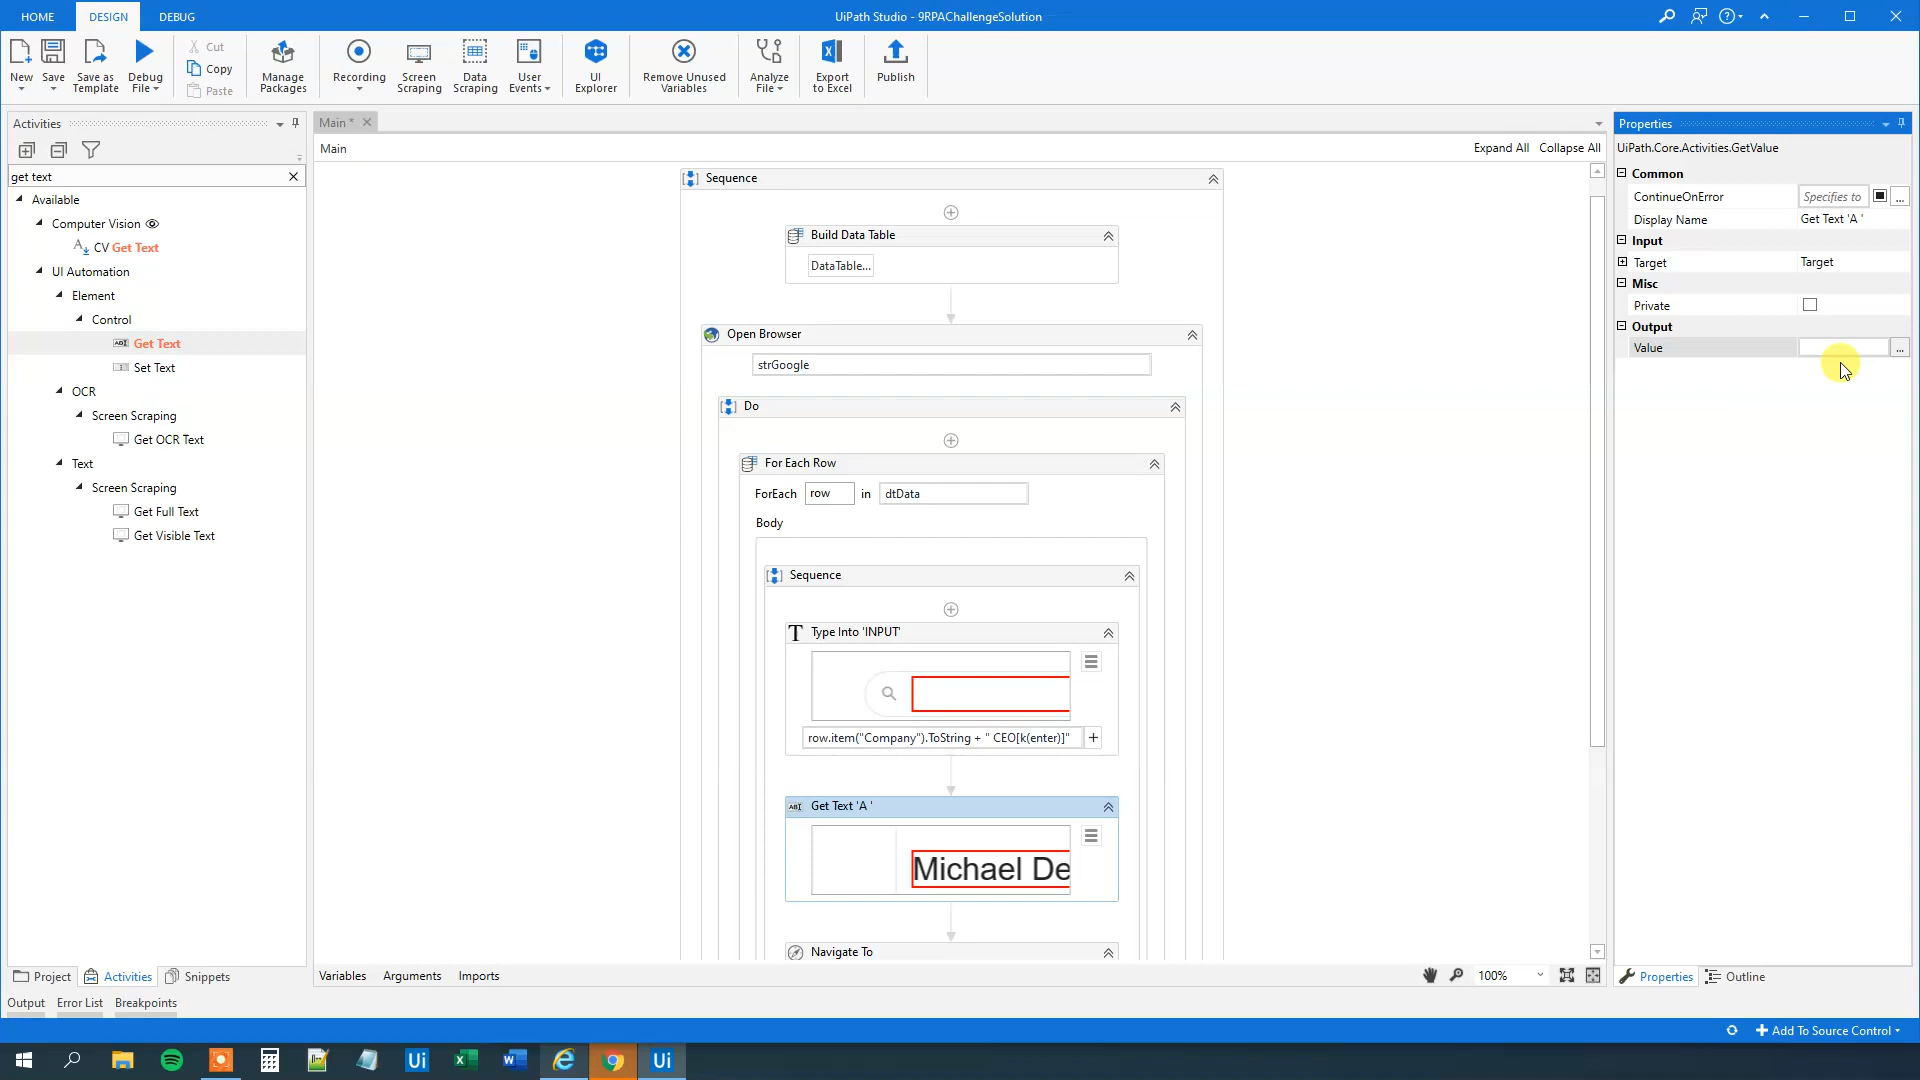 HOME
DESIGN
DEBUG
UiPath Studio - 9RPAChallengeSolution
New
Save
Save as Template
Debug File
Cut
Copy
Paste
Manage Packages
Recording
Screen Scraping
Data Scraping
User Events
UI Explorer
Remove Unused Variables
Analyze File
Export to Excel
Publish
Activities
get text
Available
Computer Vision
CV Get Text
UI Automation
Element
Control
Get Text
Set Text
OCR
Screen Scraping
Get OCR Text
Text
Screen Scraping
Get Full Text
Get Visible Text
Project
Activities
Snippets
Main *
Main
Expand All
Collapse All
Sequence
Build Data Table
DataTable...
Open Browser
strGoogle
Do
For Each Row
ForEach row in dtData
Body
Sequence
T Type Into 'INPUT'
row.item("Company").ToString + " CEO[k(enter)]"
Get Text 'A '
Michael De
Navigate To
Variables
Arguments
Imports
100%
Properties
UiPath.Core.Activities.GetValue
Common
ContinueOnError Specifies to ...
Display Name Get Text 'A '
Input
Target Target
Misc
Private
Output
Value ...
Properties
Outline
Output
Error List
Breakpoints
Add To Source Control
Ui
Ui